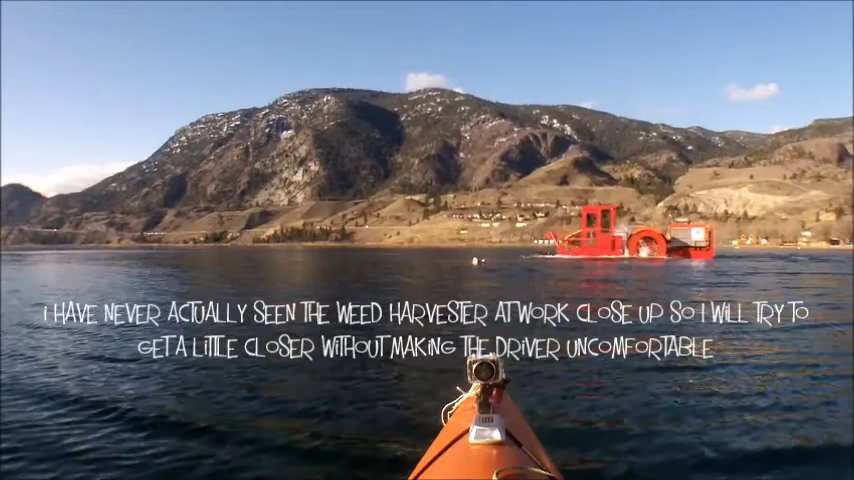 I HAVE NEVER ACTUALLY SEEN THE WEED HARVESTER AT WORK CLOSE UP SO I WILL TRY TO
GET A LITTLE CLOSER WITHOUT MAKING THE DRIVER UNCOMFORTABLE